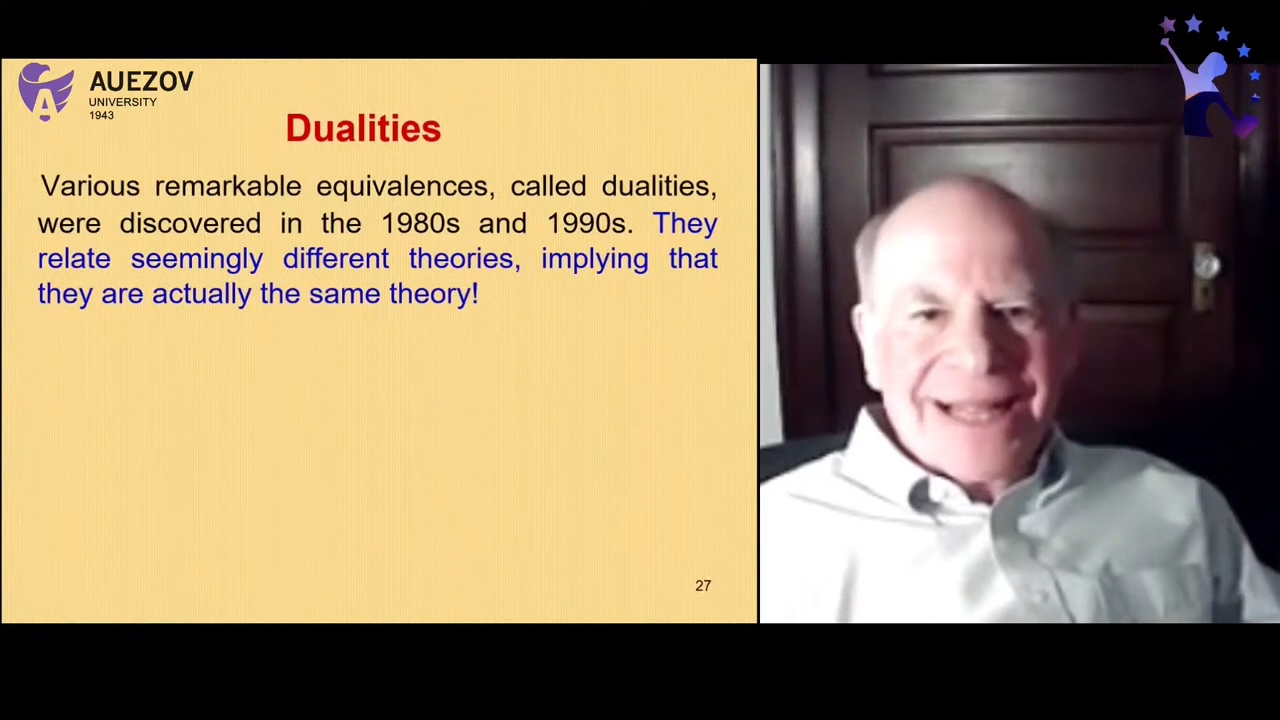 AUEZOV
UNIVERSITY
1943
Dualities
Various remarkable equivalences, called dualities,
were discovered in the 1980s and 1990s. They
relate seemingly different theories, implying that
they are actually the same theory!
27